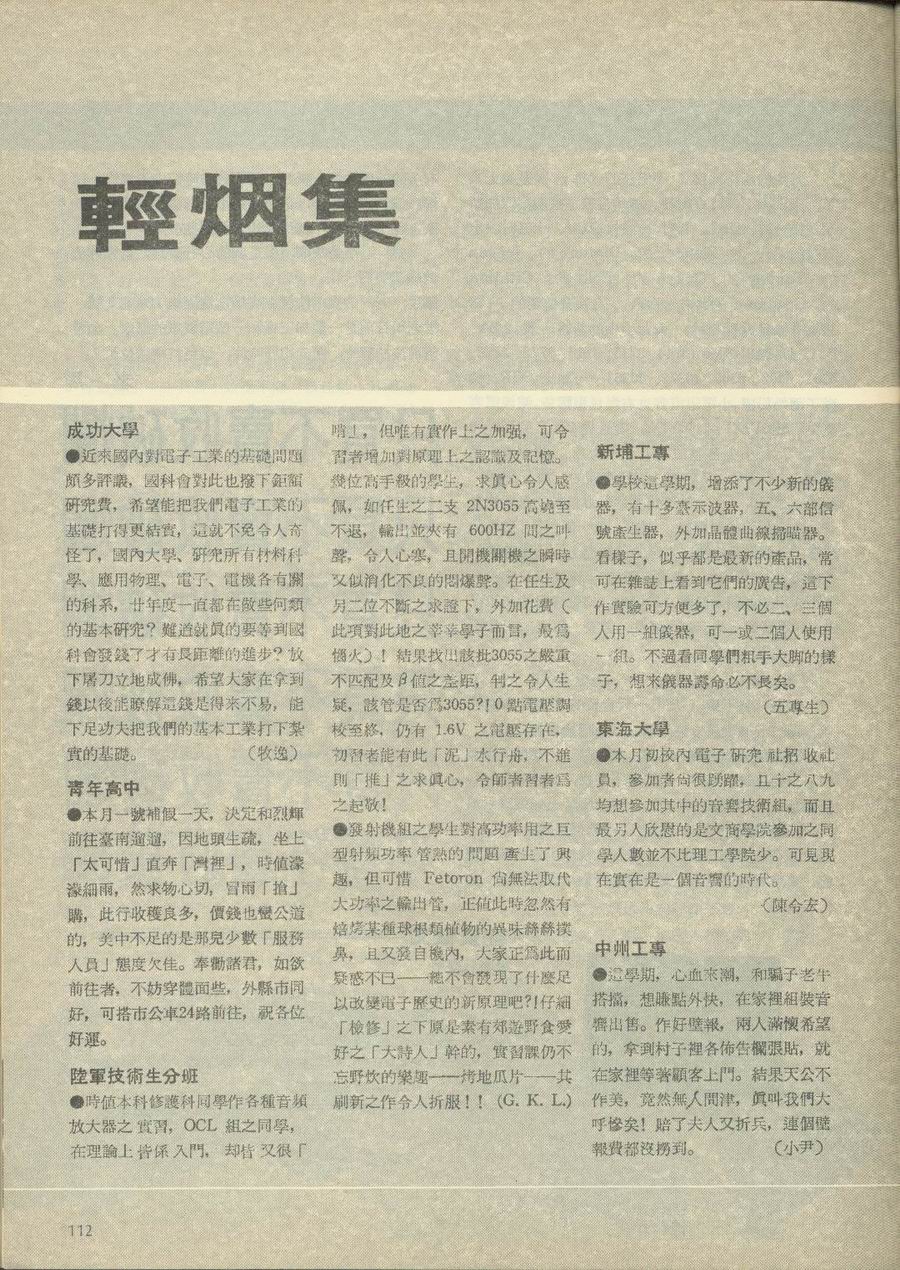 輕烟集
成功大學
●近來國內對電子工業的基礎問題
頗多評議，國科會對此也撥下鉅額
研究費，希望能把我們電子工業的
基礎打得更結實，這就不免令人奇
怪了，國內大學、研究所有材料科
學、應用物理、電子、電機各有關
的科系，廿年度一直都在做些何類
的基本研究？難道就眞的要等到國
科會發錢了才有長距離的進步？放
下屠刀立地成佛，希望大家在拿到
錢以後能瞭解這錢是得來不易，能
下足功夫把我們的基本工業打下紮
實的基礎。（牧逸）
青年高中
●本月一號補假一天，決定和烈輝
前往臺南遛遛，因地頭生疏，坐上
「太可惜」直奔「灣裡」，時値濛
濛細雨，然求物心切，冒雨「搶」
購，此行收穫良多，價錢也蠻公道
的，美中不足的是那兒少數「服務
人員」態度欠佳。奉勸諸君，如欲
前往者，不妨穿體面些，外縣市同
好，可搭市公車24路前往，祝各位
好運。
陸軍技術生分班
●時値本科修護科同學作各種音頻
放大器之實習，OCL 組之同學，
在理論上皆係入門，却皆又很「
啃」，但唯有實作上之加强，可令
習者增加對原理上之認識及記憶。
幾位高手級的學生，求眞心令人感
佩，如任生之二支 2N3055 高燒至
不退，輸出並夾有 600HZ 間之叫
聲，令人心寒，且開機關機之瞬時
又似消化不良的悶爆聲。在任生及
另二位不斷之求證下，外加花費（
此項對此地之莘莘學子而言，最爲
惱火）！結果找出該批3055之嚴重
不匹配及β值之差距，制之令人生
疑，該管是否爲3055?!0點電壓調
校至終，仍有 1.6V 之電壓存在，
初習者能有此「泥」水行舟，不進
則「推」之求眞心，令師者習者爲
之起敬！
●發射機組之學生對高功率用之巨
型射頻功率管熱的問題產生了興
趣，但可惜 Fetoron 尙無法取代
大功率之輸出管，正値此時忽然有
焙烤某種球根類植物的異味絲絲撲
鼻，且又發自機內，大家正爲此而
疑惑不已——總不會發現了什麼足
以改變電子歷史的新原理吧?!仔細
「檢修」之下原是素有郊遊野食愛
好之「大詩人」幹的，實習課仍不
忘野炊的樂趣——烤地瓜片——其
刷新之作令人折服！！(G. K. L.)
新埔工專
●學校這學期，增添了不少新的儀
器，有十多臺示波器，五、六部信
號產生器，外加晶體曲線掃瞄器。
看樣子，似乎都是最新的產品，常
可在雜誌上看到它們的廣告，這下
作實驗可方便多了，不必二、三個
人用一組儀器，可一或二個人使用
一組。不過看同學們粗手大脚的樣
子，想來儀器壽命必不長矣。
（五專生）
東海大學
●本月初校內電子研究社招收社
員，參加者尙很踴躍，且十之八九
均想參加其中的音響技術組，而且
最另人欣慰的是文商學院參加之同
學人數並不比理工學院少。可見現
在實在是一個音響的時代。
（陳令宏）
中州工專
●這學期，心血來潮，和騙子老牛
搭擋，想賺點外快，在家裡組裝音
響出售。作好壁報，兩人滿懷希望
的，拿到村子裡各佈告欄張貼，就
在家裡等著顧客上門。結果天公不
作美，竟然無人問津，眞叫我們大
呼慘矣！賠了夫人又折兵，連個壁
報費都沒撈到。（小尹）
112